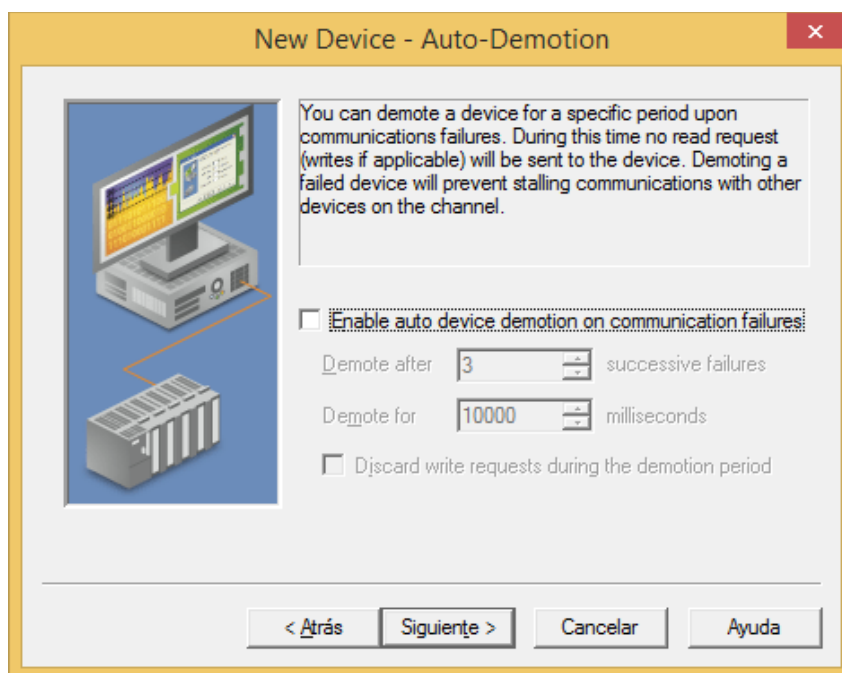 New Device - Auto-Demotion
You can demote a device for a specific period upon
communications failures. During this time no read request
(writes if applicable) will be sent to the device. Demoting a
failed device will prevent stalling communications with other
devices on the channel.
Enable auto device demotion on communication failures
Demote after 3 successive failures
Demote for 10000 milliseconds
Discard write requests during the demotion period
< Atrás Siguiente > Cancelar Ayuda